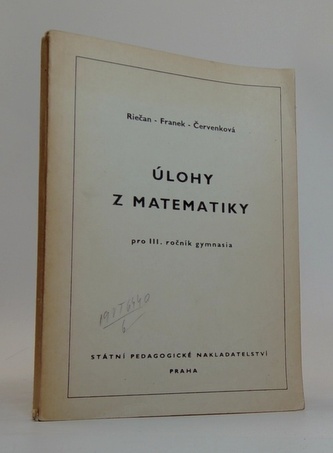 Riečan - Franek - Červenková
ÚLOHY
Z MATEMATIKY
pro III. ročník gymnasia
STÁTNÍ PEDAGOGICKÉ NAKLADATELSTVÍ
PRAHA